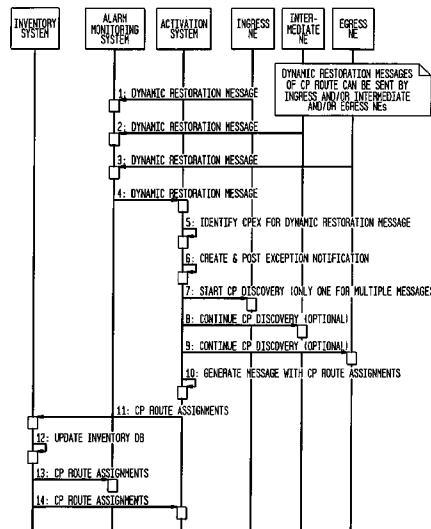 INVENTORY
SYSTEM
ALARM
MONITORING
SYSTEM
ACTIVATION
SYSTEM
INGRESS
NE
INTER-
MEDIATE
NE
EGRESS
NE
DYNAMIC RESTORATION MESSAGES
OF CP ROUTE CAN BE SENT BY
INGRESS AND/OR INTERMEDIATE
AND/OR EGRESS NEs
1: DYNAMIC RESTORATION MESSAGE
2: DYNAMIC RESTORATION MESSAGE
3: DYNAMIC RESTORATION MESSAGE
4: DYNAMIC RESTORATION MESSAGE
5: IDENTIFY CPEX FOR DYNAMIC RESTORATION MESSAGE
6: CREATE & POST EXCEPTION NOTIFICATION
7: START CP DISCOVERY (ONLY ONE FOR MULTIPLE MESSAGES
8: CONTINUE CP DISCOVERY (OPTIONAL)
9: CONTINUE CP DISCOVERY (OPTIONAL)
10: GENERATE MESSAGE WITH CP ROUTE ASSIGNMENTS
11: CP ROUTE ASSIGNMENTS
12: UPDATE INVENTORY DB
13: CP ROUTE ASSIGNMENTS
14: CP ROUTE ASSIGNMENTS